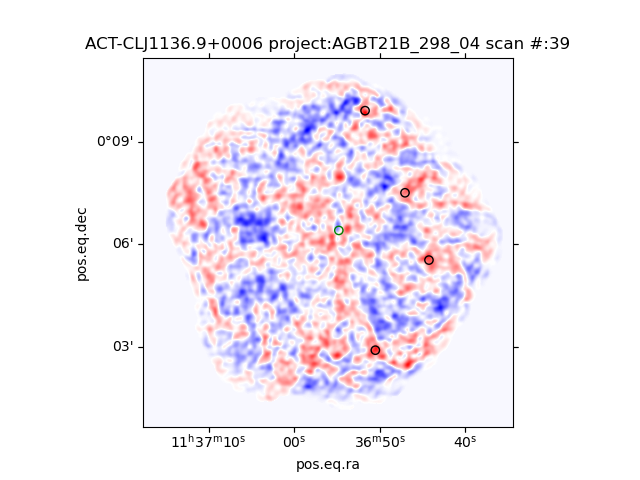 ACT-CLJ1136.9+0006 project:AGBT21B_298_04 scan #:39
0°09'
06'
03'
pos.eq.dec
11ʰ37ᵐ10ˢ 00ˢ 36ᵐ50ˢ 40ˢ
pos.eq.ra